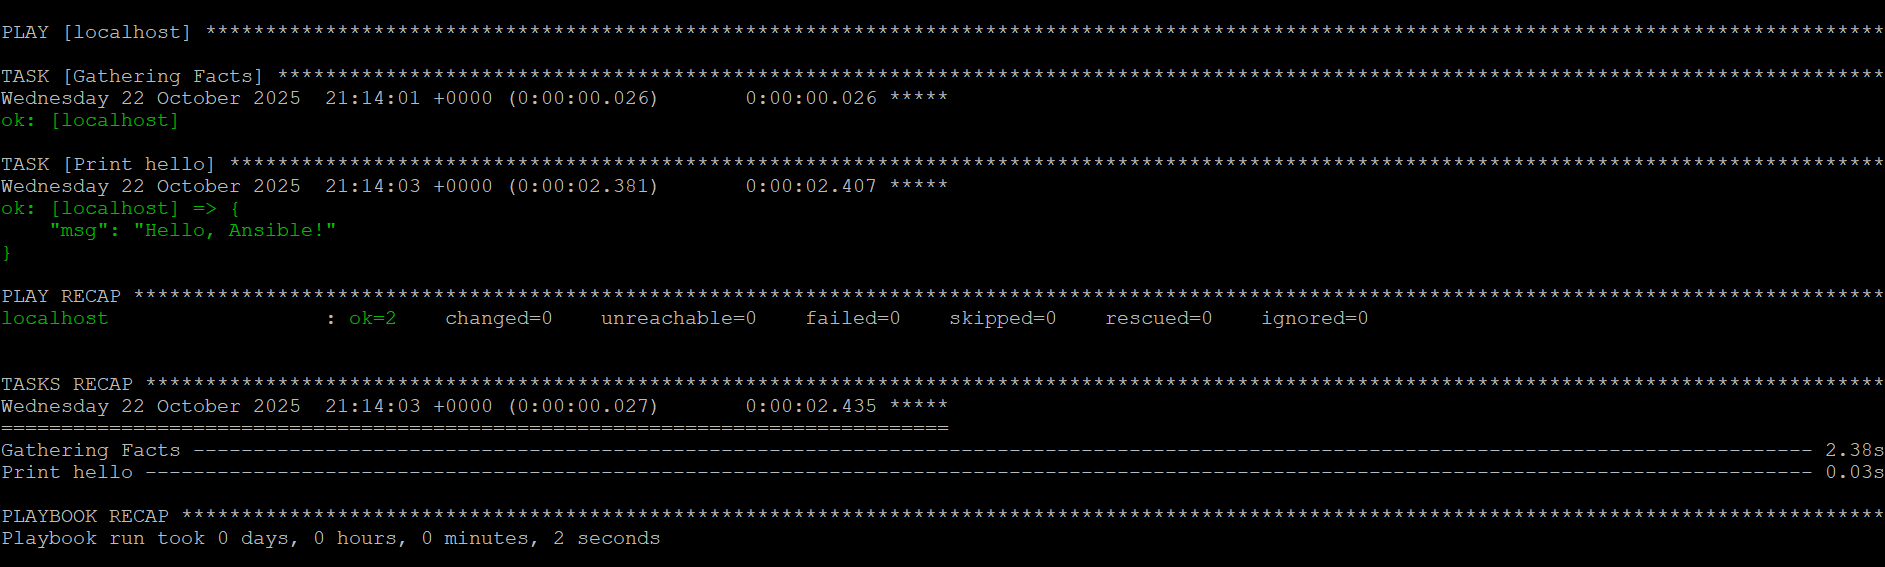 PLAY [localhost] ********************************************************************************************************************************************
TASK [Gathering Facts] **************************************************************************************************************************************
Wednesday 22 October 2025  21:14:01 +0000 (0:00:00.026)       0:00:00.026 *****
ok: [localhost]
TASK [Print hello] ******************************************************************************************************************************************
Wednesday 22 October 2025  21:14:03 +0000 (0:00:02.381)       0:00:02.407 *****
ok: [localhost] => {
    "msg": "Hello, Ansible!"
}
PLAY RECAP **************************************************************************************************************************************************
localhost                  : ok=2    changed=0    unreachable=0    failed=0    skipped=0    rescued=0    ignored=0
TASKS RECAP *************************************************************************************************************************************************
Wednesday 22 October 2025  21:14:03 +0000 (0:00:00.027)       0:00:02.435 *****
===============================================================================
Gathering Facts --------------------------------------------------------------------------------------------------------------------------------------- 2.38s
Print hello ------------------------------------------------------------------------------------------------------------------------------------------- 0.03s
PLAYBOOK RECAP **********************************************************************************************************************************************
Playbook run took 0 days, 0 hours, 0 minutes, 2 seconds